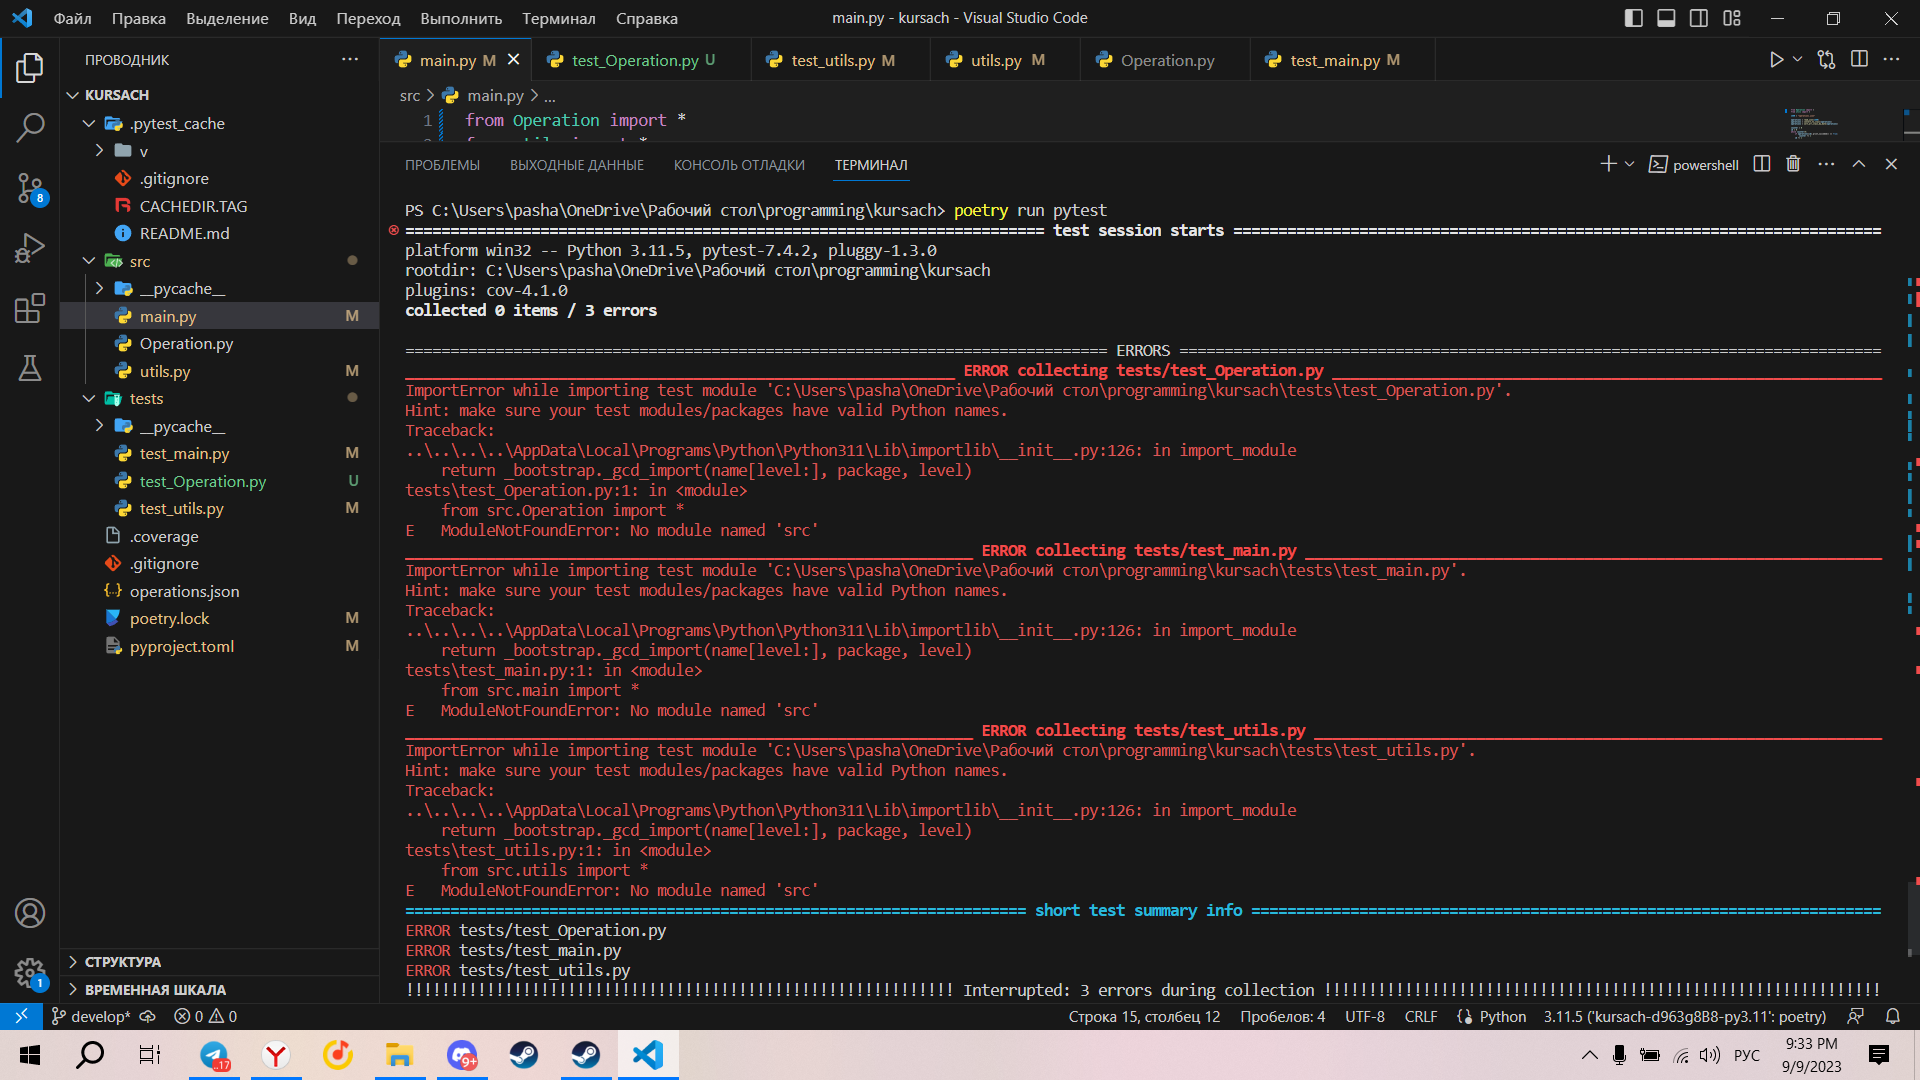 Файл Правка Выделение Вид Переход Выполнить Терминал Справка
main.py - kursach - Visual Studio Code
ПРОВОДНИК
KURSACH
.pytest_cache
v
.gitignore
CACHEDIR.TAG
README.md
src
__pycache__
main.py M
Operation.py
utils.py M
tests
__pycache__
test_main.py M
test_Operation.py U
test_utils.py M
.coverage
.gitignore
operations.json
poetry.lock M
pyproject.toml M
СТРУКТУРА
ВРЕМЕННАЯ ШКАЛА
8
1
main.py M test_Operation.py U test_utils.py M utils.py M Operation.py test_main.py M
src > main.py > ...
1 from Operation import *
ПРОБЛЕМЫ ВЫХОДНЫЕ ДАННЫЕ КОНСОЛЬ ОТЛАДКИ ТЕРМИНАЛ
powershell
PS C:\Users\pasha\OneDrive\Рабочий стол\programming\kursach> poetry run pytest
======================================================================= test session starts ========================================================================
platform win32 -- Python 3.11.5, pytest-7.4.2, pluggy-1.3.0
rootdir: C:\Users\pasha\OneDrive\Рабочий стол\programming\kursach
plugins: cov-4.1.0
collected 0 items / 3 errors
============================================================================== ERRORS ==============================================================================
_____________________________________________________________ ERROR collecting tests/test_Operation.py _____________________________________________________________
ImportError while importing test module 'C:\Users\pasha\OneDrive\Рабочий стол\programming\kursach\tests\test_Operation.py'.
Hint: make sure your test modules/packages have valid Python names.
Traceback:
..\..\..\..\AppData\Local\Programs\Python\Python311\Lib\importlib\__init__.py:126: in import_module
return _bootstrap._gcd_import(name[level:], package, level)
tests\test_Operation.py:1: in <module>
from src.Operation import *
E ModuleNotFoundError: No module named 'src'
_______________________________________________________________ ERROR collecting tests/test_main.py ________________________________________________________________
ImportError while importing test module 'C:\Users\pasha\OneDrive\Рабочий стол\programming\kursach\tests\test_main.py'.
Hint: make sure your test modules/packages have valid Python names.
Traceback:
..\..\..\..\AppData\Local\Programs\Python\Python311\Lib\importlib\__init__.py:126: in import_module
return _bootstrap._gcd_import(name[level:], package, level)
tests\test_main.py:1: in <module>
from src.main import *
E ModuleNotFoundError: No module named 'src'
_______________________________________________________________ ERROR collecting tests/test_utils.py _______________________________________________________________
ImportError while importing test module 'C:\Users\pasha\OneDrive\Рабочий стол\programming\kursach\tests\test_utils.py'.
Hint: make sure your test modules/packages have valid Python names.
Traceback:
..\..\..\..\AppData\Local\Programs\Python\Python311\Lib\importlib\__init__.py:126: in import_module
return _bootstrap._gcd_import(name[level:], package, level)
tests\test_utils.py:1: in <module>
from src.utils import *
E ModuleNotFoundError: No module named 'src'
===================================================================== short test summary info ======================================================================
ERROR tests/test_Operation.py
ERROR tests/test_main.py
ERROR tests/test_utils.py
!!!!!!!!!!!!!!!!!!!!!!!!!!!!!!!!!!!!!!!!!!!!!!!!!!!!!!!!!!!!! Interrupted: 3 errors during collection !!!!!!!!!!!!!!!!!!!!!!!!!!!!!!!!!!!!!!!!!!!!!!!!!!!!!!!!!!!!!!
develop* 0 0 Строка 15, столбец 12 Пробелов: 4 UTF-8 CRLF Python 3.11.5 ('kursach-d963g8B8-py3.11': poetry)
..17 9+ РУС 9:33 PM
9/9/2023